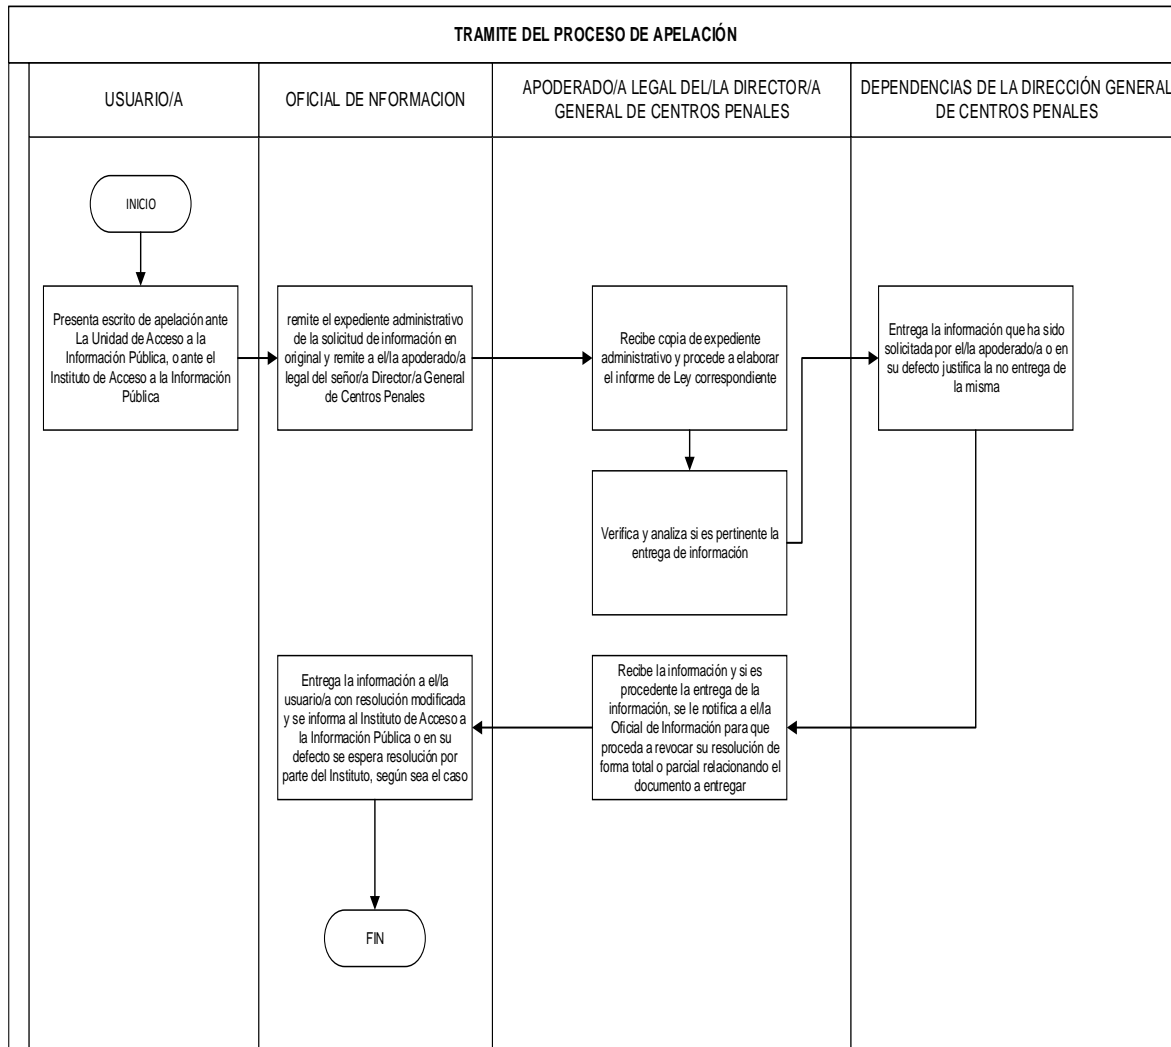 TRAMITE DEL PROCESO DE APELACIÓN
USUARIO/A
OFICIAL DE NFORMACION
APODERADO/A LEGAL DEL/LA DIRECTOR/A
GENERAL DE CENTROS PENALES
DEPENDENCIAS DE LA DIRECCIÓN GENERAL
DE CENTROS PENALES
INICIO
Presenta escrito de apelación ante
La Unidad de Acceso a la
Información Pública, o ante el
Instituto de Acceso a la Información
Pública
remite el expediente administrativo
de la solicitud de información en
original y remite a el/la apoderado/a
legal del señor/a Director/a General
de Centros Penales
Recibe copia de expediente
administrativo y procede a elaborar
el informe de Ley correspondiente
Entrega la información que ha sido
solicitada por el/la apoderado/a o en
su defecto justifica la no entrega de
la misma
Verifica y analiza si es pertinente la
entrega de información
Entrega la información a el/la
usuario/a con resolución modificada
y se informa al Instituto de Acceso a
la Información Pública o en su
defecto se espera resolución por
parte del Instituto, según sea el caso
Recibe la información y si es
procedente la entrega de la
información, se le notifica a el/la
Oficial de Información para que
proceda a revocar su resolución de
forma total o parcial relacionando el
documento a entregar
FIN